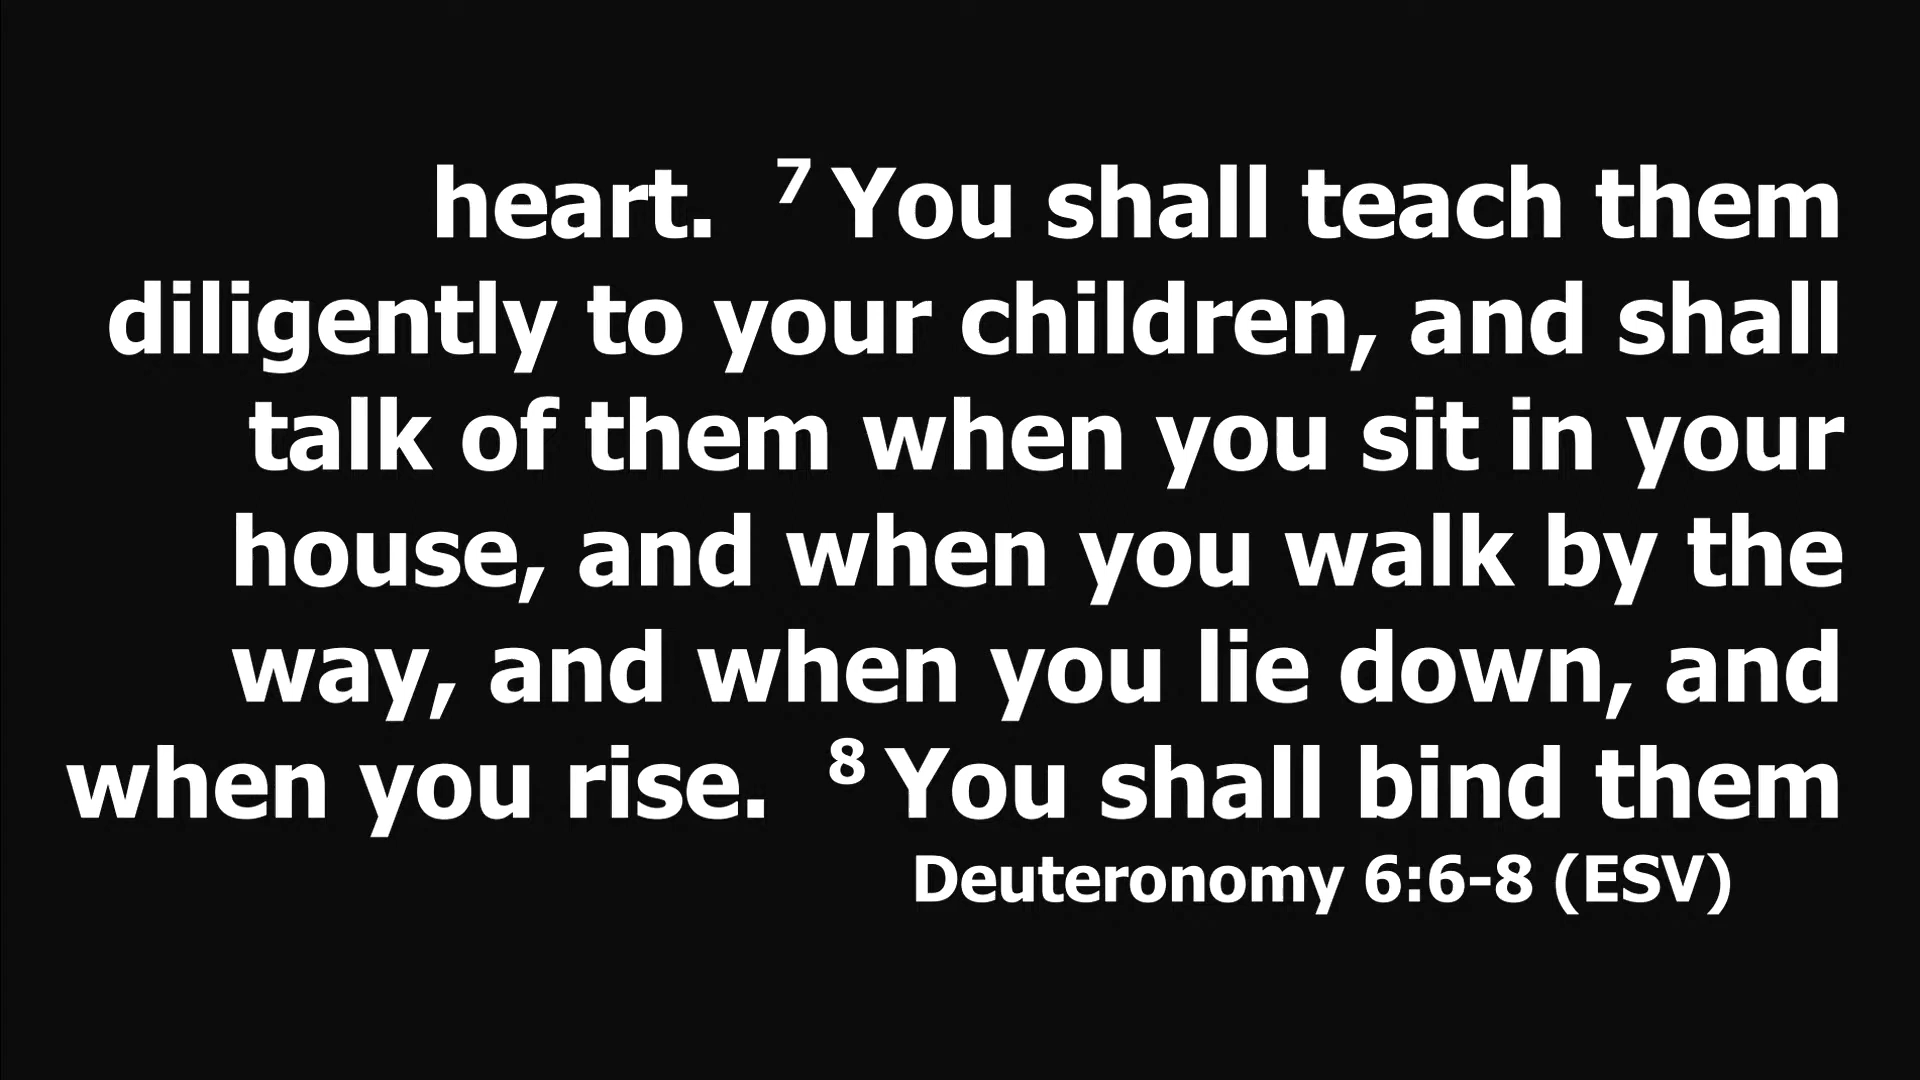 heart. 7 You shall teach them
diligently to your children, and shall
talk of them when you sit in your
house, and when you walk by the
way, and when you lie down, and
when you rise. 8 You shall bind them
Deuteronomy 6:6-8 (ESV)